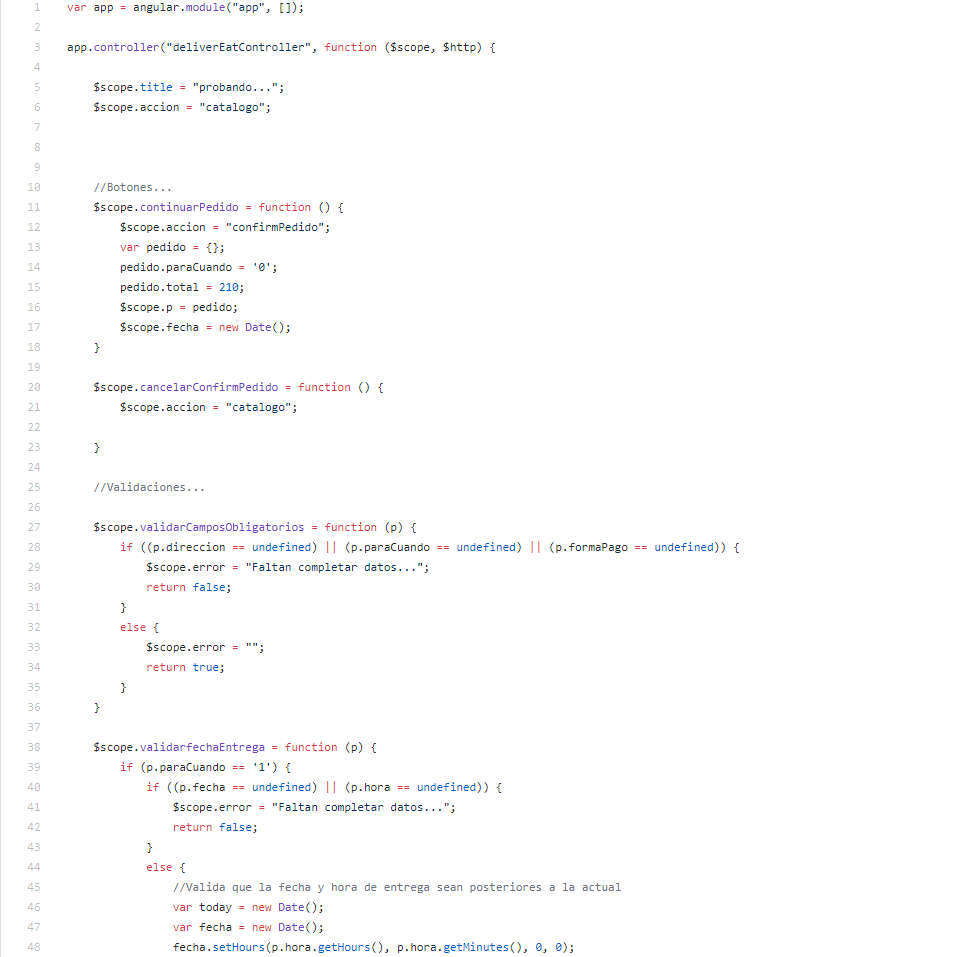 1 var app = angular.module("app", []);
2
3 app.controller("deliverEatController", function ($scope, $http) {
4
5 $scope.title = "probando...";
6 $scope.accion = "catalogo";
7
8
9
10 //Botones...
11 $scope.continuarPedido = function () {
12 $scope.accion = "confirmPedido";
13 var pedido = {};
14 pedido.paraCuando = '0';
15 pedido.total = 210;
16 $scope.p = pedido;
17 $scope.fecha = new Date();
18 }
19
20 $scope.cancelarConfirmPedido = function () {
21 $scope.accion = "catalogo";
22
23 }
24
25 //Validaciones...
26
27 $scope.validarCamposObligatorios = function (p) {
28 if ((p.direccion == undefined) || (p.paraCuando == undefined) || (p.formaPago == undefined)) {
29 $scope.error = "Faltan completar datos...";
30 return false;
31 }
32 else {
33 $scope.error = "";
34 return true;
35 }
36 }
37
38 $scope.validarfechaEntrega = function (p) {
39 if (p.paraCuando == '1') {
40 if ((p.fecha == undefined) || (p.hora == undefined)) {
41 $scope.error = "Faltan completar datos...";
42 return false;
43 }
44 else {
45 //Valida que la fecha y hora de entrega sean posteriores a la actual
46 var today = new Date();
47 var fecha = new Date();
48 fecha.setHours(p.hora.getHours(), p.hora.getMinutes(), 0, 0);